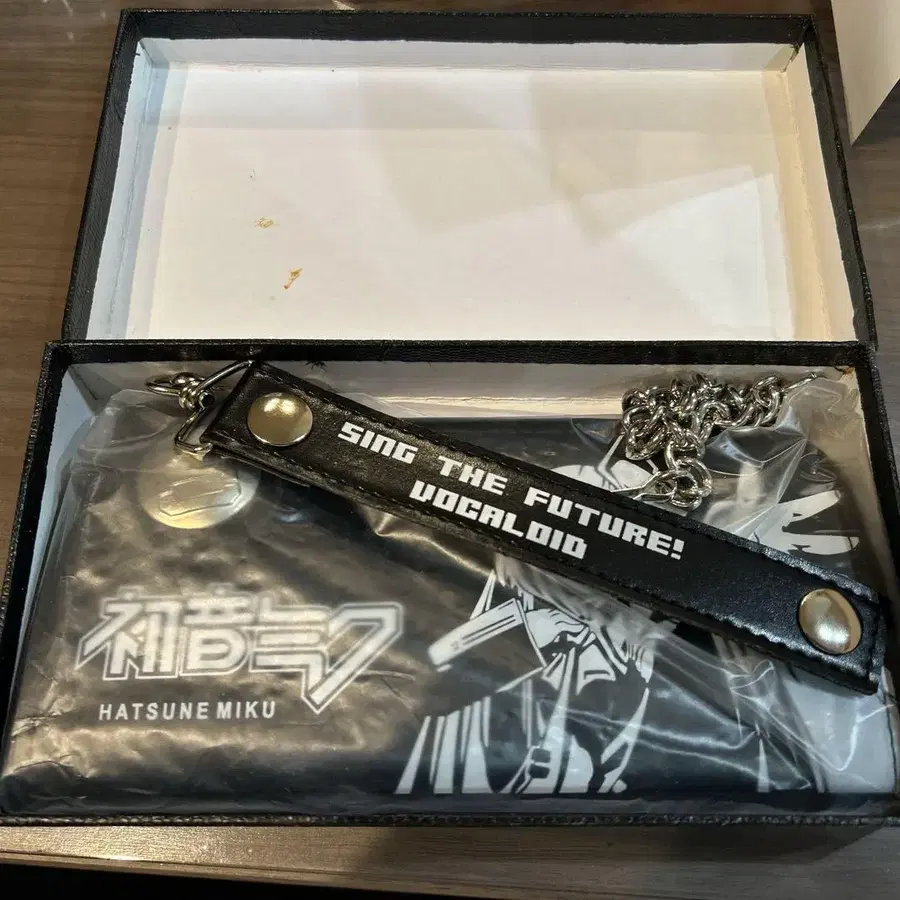 SING THE FUTURE!
VOCALOID
初音ミク
HATSUNE MIKU